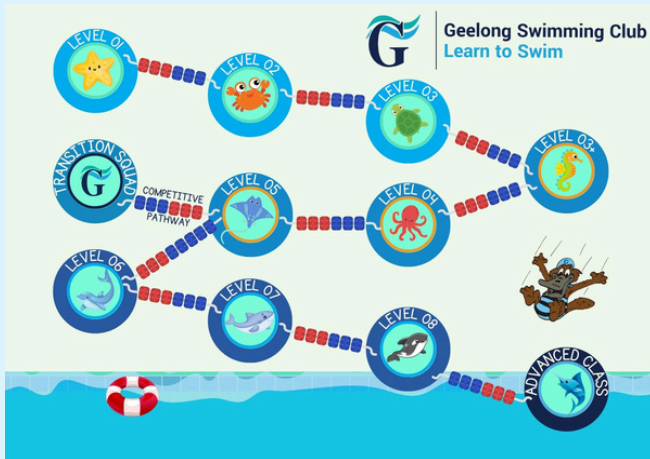 G
Geelong Swimming Club
Learn to Swim
LEVEL 01
LEVEL 02
LEVEL 03
LEVEL 03+
TRANSITION SQUAD
G
COMPETITIVE
PATHWAY
LEVEL 05
LEVEL 04
LEVEL 06
LEVEL 07
LEVEL 08
ADVANCED CLASS